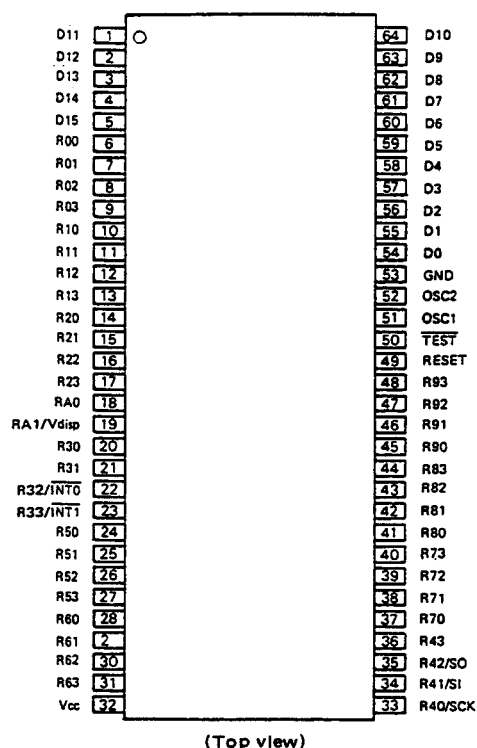 D11 1 64 D10
D12 2 63 D9
D13 3 62 D8
D14 4 61 D7
D15 5 60 D6
R00 6 59 D5
R01 7 58 D4
R02 8 57 D3
R03 9 56 D2
R10 10 55 D1
R11 11 54 D0
R12 12 53 GND
R13 13 52 OSC2
R20 14 51 OSC1
R21 15 50 T̅E̅S̅T̅
R22 16 49 RESET
R23 17 48 R93
RA0 18 47 R92
RA1/Vdisp 19 46 R91
R30 20 45 R90
R31 21 44 R83
R32/I̅N̅T̅0̅ 22 43 R82
R33/I̅N̅T̅1̅ 23 42 R81
R50 24 41 R80
R51 25 40 R73
R52 26 39 R72
R53 27 38 R71
R60 28 37 R70
R61 2 36 R43
R62 30 35 R42/SO
R63 31 34 R41/SI
Vcc 32 33 R40/SCK
(Top view)